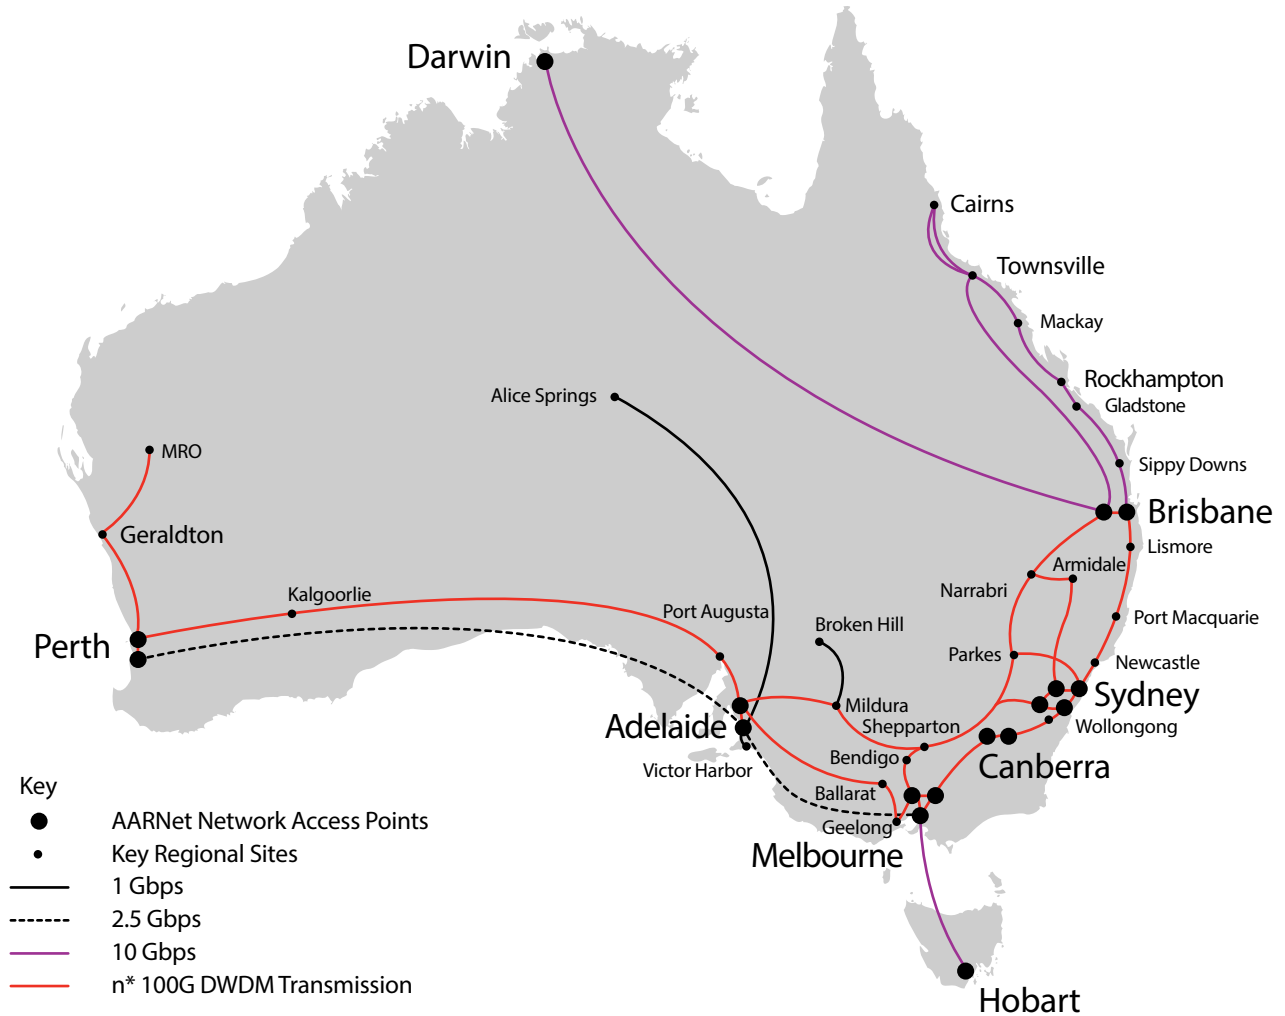 Darwin
Cairns
Townsville
Mackay
Rockhampton
Gladstone
Alice Springs
MRO
Sippy Downs
Brisbane
Geraldton
Lismore
Armidale
Narrabri
Kalgoorlie
Port Augusta
Broken Hill
Port Macquarie
Perth
Parkes
Newcastle
Sydney
Mildura
Adelaide
Shepparton
Wollongong
Bendigo
Canberra
Victor Harbor
Ballarat
Geelong
Melbourne
Hobart
Key
AARNet Network Access Points
Key Regional Sites
1 Gbps
2.5 Gbps
10 Gbps
n* 100G DWDM Transmission